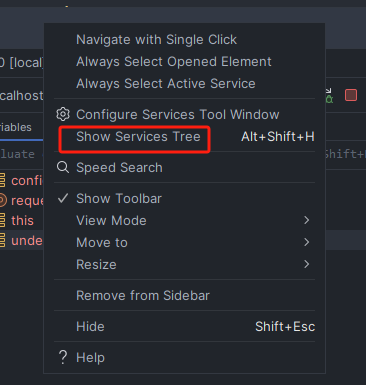 Navigate with Single Click
0 [local]
Always Select Opened Element
Always Select Active Service
calhost
Configure Services Tool Window
riables
Show Services Tree Alt+Shift+H
luate Shift+
Speed Search
config
reque
Show Toolbar
this
View Mode
unde
Move to
Resize
Remove from Sidebar
Hide Shift+Esc
? Help